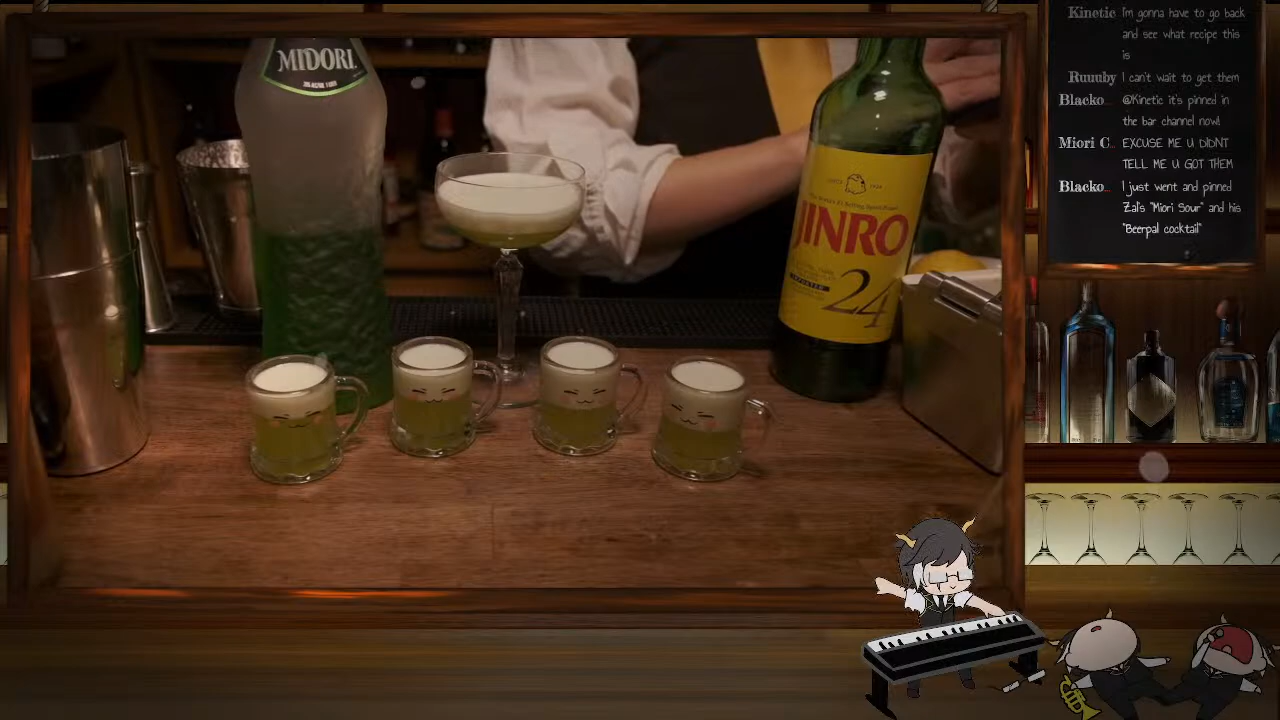 MIDORI
JINRO
24
Kinetic I'm gonna have to go back
and see what recipe this
is
Ruuuby I can't wait to get them
Blacko... @Kinetic it's pinned in
the bar channel now!
Miori C... EXCUSE ME U DIDNT
TELL ME U GOT THEM
Blacko... I just went and pinned
Zal's "Miori Sour" and his
"Beerpal cocktail"